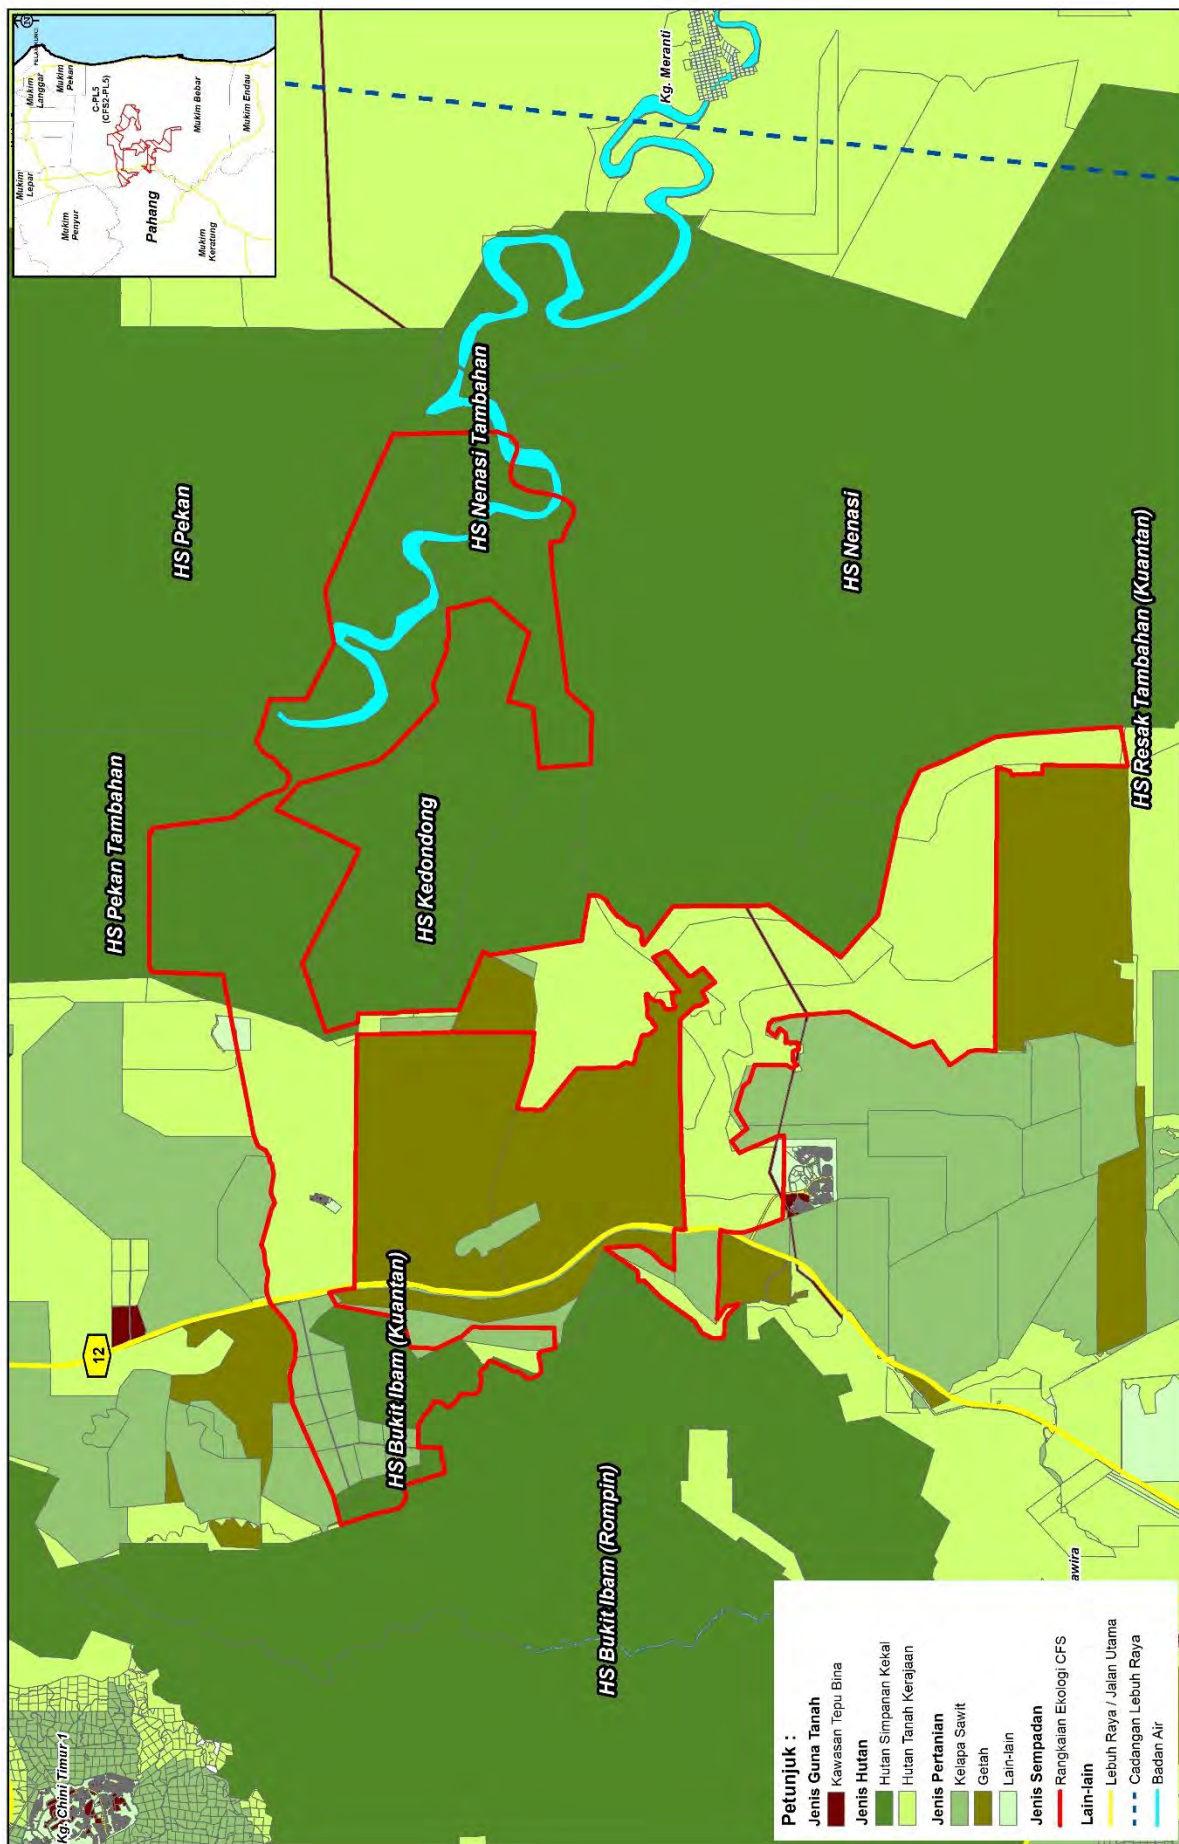 Mukim
Langgar
Mukim
Pekan
C-PL5
(CFS2-PL5)
Mukim Bebar
Mukim Endau
Mukim
Lepar
Mukim
Penyur
Pahang
Mukim
Keratung
Kg. Meranti
HS Pekan
HS Nenasi Tambahan
HS Nenasi
HS Resak Tambahan (Kuantan)
HS Pekan Tambahan
HS Kedondong
12
HS Bukit Ibam (Kuantan)
HS Bukit Ibam (Rompin)
Kg. Chini Timur 1
awira
Petunjuk :
Jenis Guna Tanah
Kawasan Tepu Bina
Jenis Hutan
Hutan Simpanan Kekal
Hutan Tanah Kerajaan
Jenis Pertanian
Kelapa Sawit
Getah
Lain-lain
Jenis Sempadan
Rangkaian Ekologi CFS
Lain-lain
Lebuh Raya / Jalan Utama
Cadangan Lebuh Raya
Badan Air